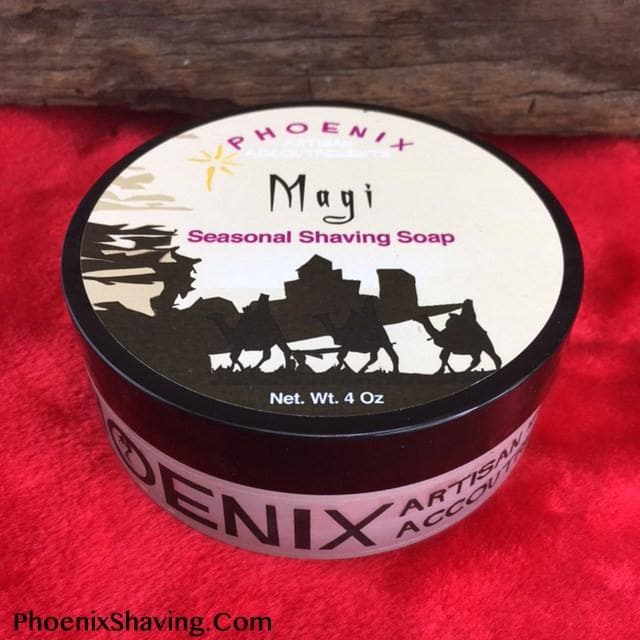 PHOENIX
ARTISAN
ACCOUTREMENTS
Magi
Seasonal Shaving Soap
Net. Wt. 4 Oz
OENIX
ARTISAN
ACCOUT
PhoenixShaving.Com